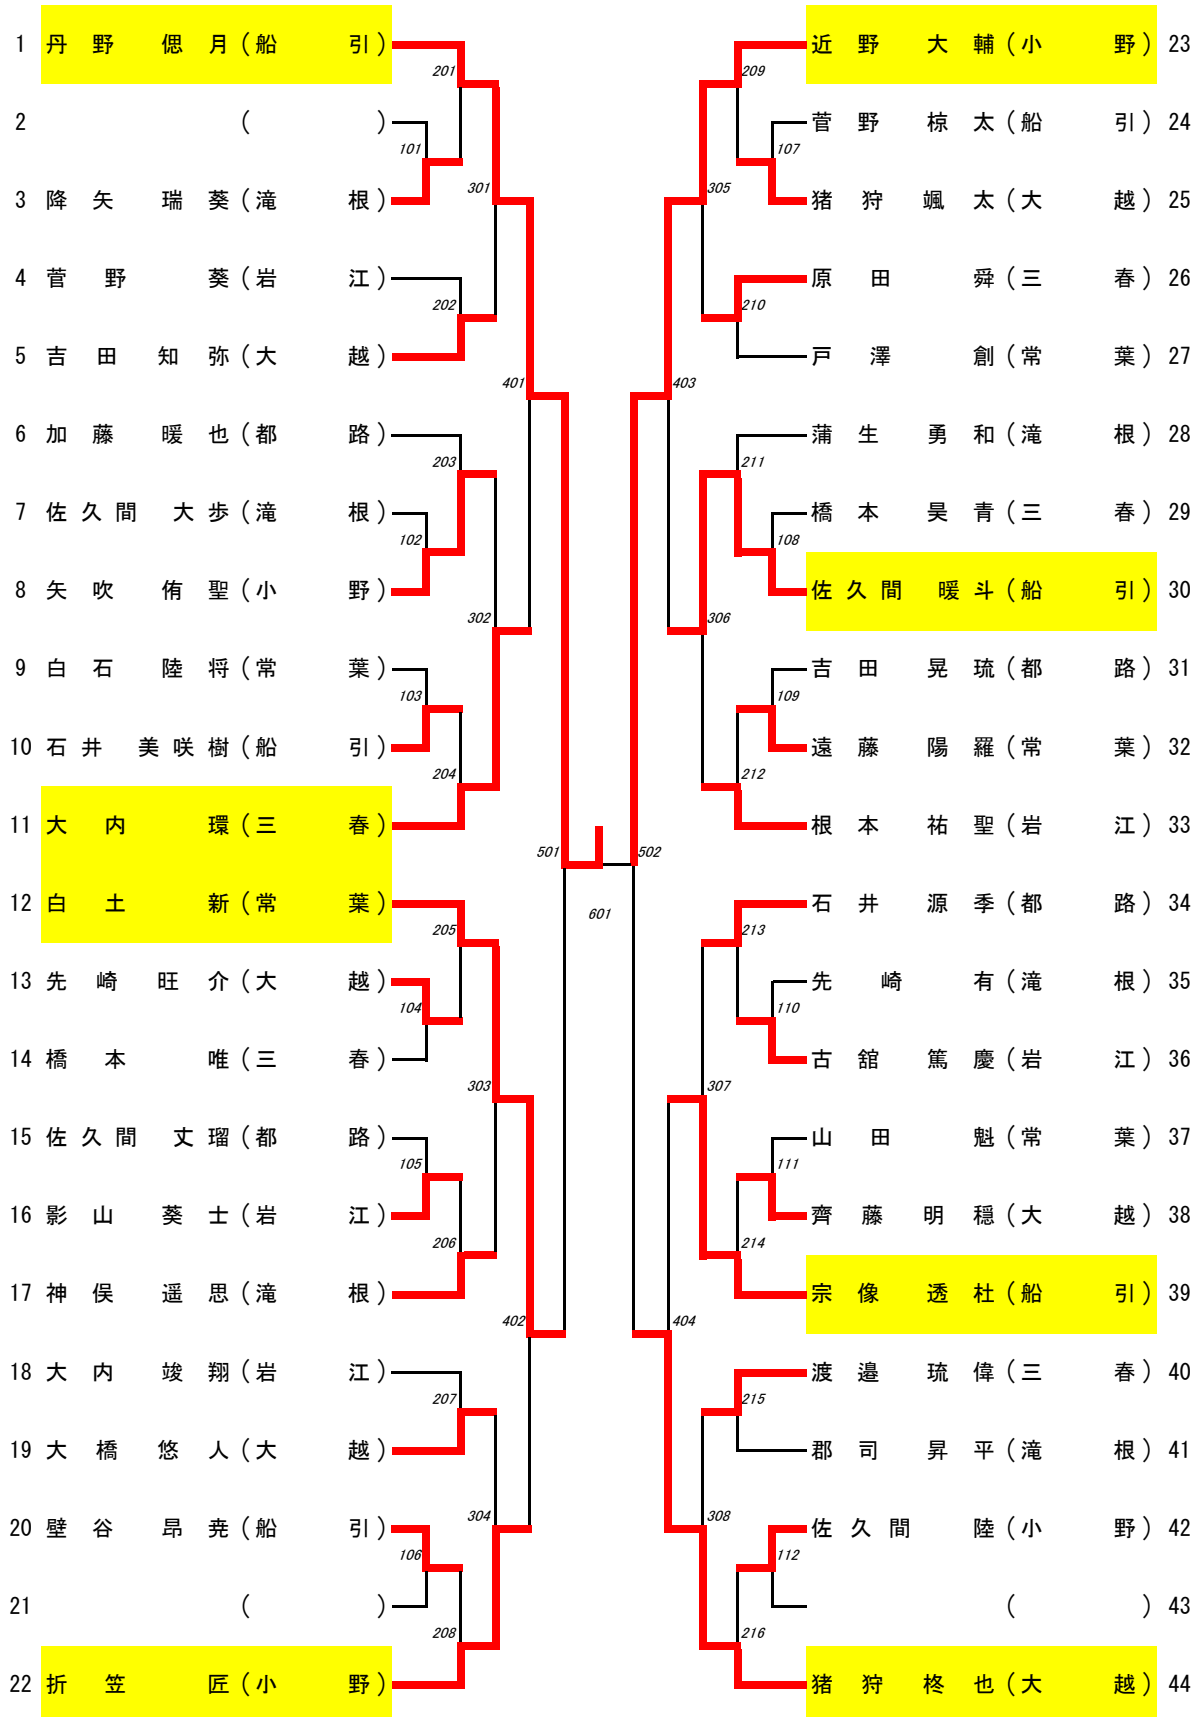 1 丹野 偲月(船引)
2 ( )
3 降矢 瑞葵(滝根)
4 菅野 葵(岩江)
5 吉田 知弥(大越)
6 加藤 暖也(都路)
7 佐久間 大歩(滝根)
8 矢吹 侑聖(小野)
9 白石 陸将(常葉)
10 石井 美咲樹(船引)
11 大内 環(三春)
12 白土 新(常葉)
13 先崎 旺介(大越)
14 橋本 唯(三春)
15 佐久間 丈瑠(都路)
16 影山 葵士(岩江)
17 神俣 遥思(滝根)
18 大内 竣翔(岩江)
19 大橋 悠人(大越)
20 壁谷 昂尭(船引)
21 ( )
22 折笠 匠(小野)
201
101
301
202
401
203
102
302
103
204
501
205
104
303
105
206
402
207
304
106
208
601
近野 大輔(小野) 23
菅野 椋太(船引) 24
猪狩 颯太(大越) 25
原田 舜(三春) 26
戸澤 創(常葉) 27
蒲生 勇和(滝根) 28
橋本 昊青(三春) 29
佐久間 暖斗(船引) 30
吉田 晃琉(都路) 31
遠藤 陽羅(常葉) 32
根本 祐聖(岩江) 33
石井 源季(都路) 34
先崎 有(滝根) 35
古舘 篤慶(岩江) 36
山田 魁(常葉) 37
齊藤 明穏(大越) 38
宗像 透杜(船引) 39
渡邉 琉偉(三春) 40
郡司 昇平(滝根) 41
佐久間 陸(小野) 42
( ) 43
猪狩 柊也(大越) 44
209
107
305
210
403
211
108
306
109
212
502
213
110
307
111
214
404
215
308
112
216